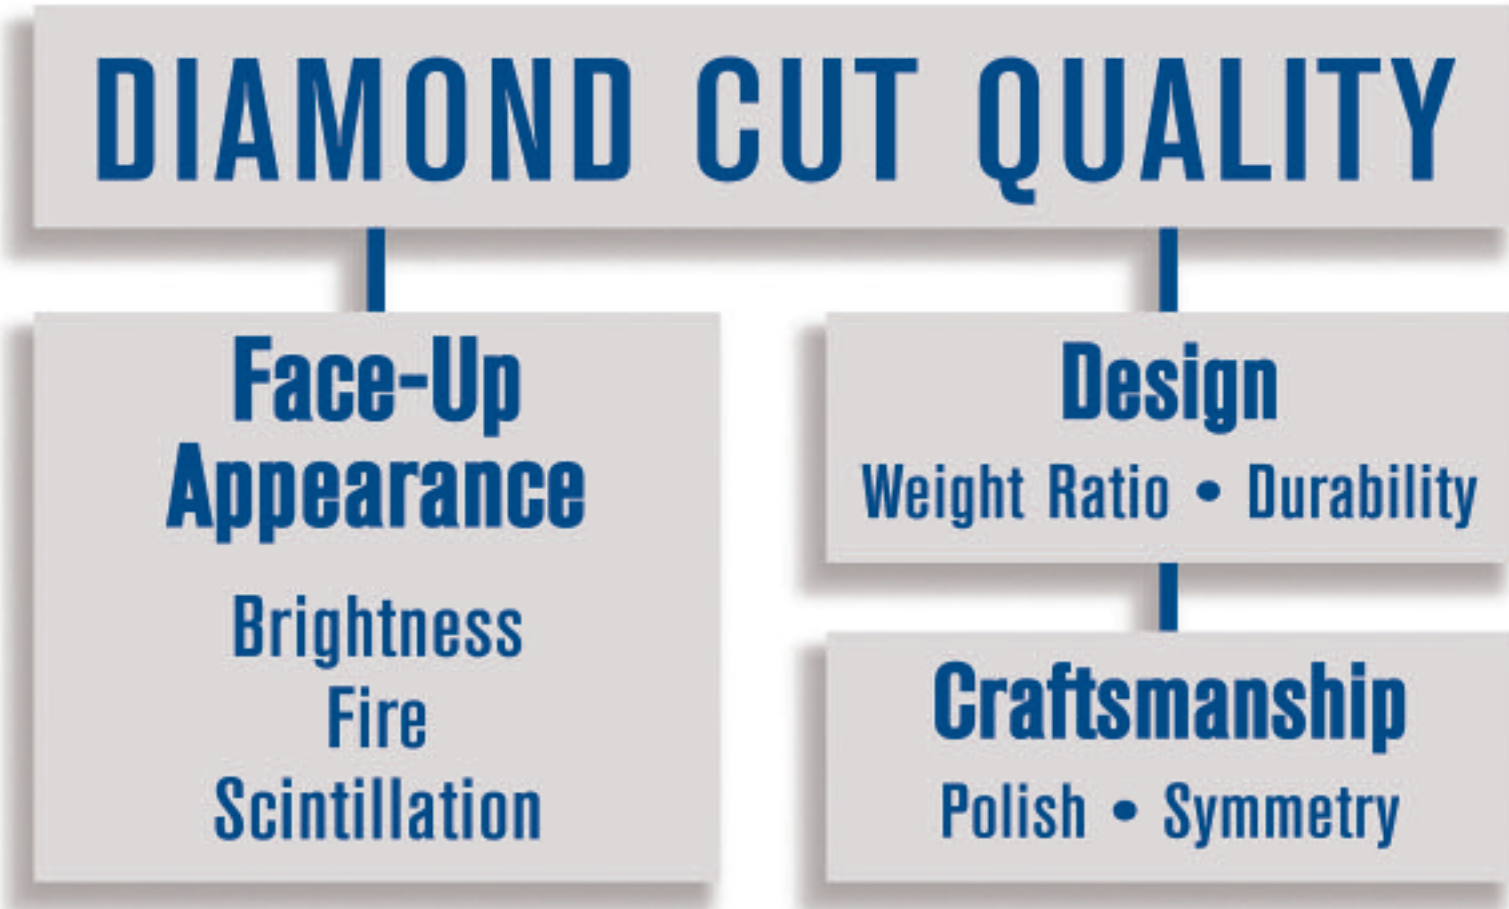 DIAMOND CUT QUALITY
Face-Up
Appearance
Brightness
Fire
Scintillation
Design
Weight Ratio • Durability
Craftsmanship
Polish • Symmetry